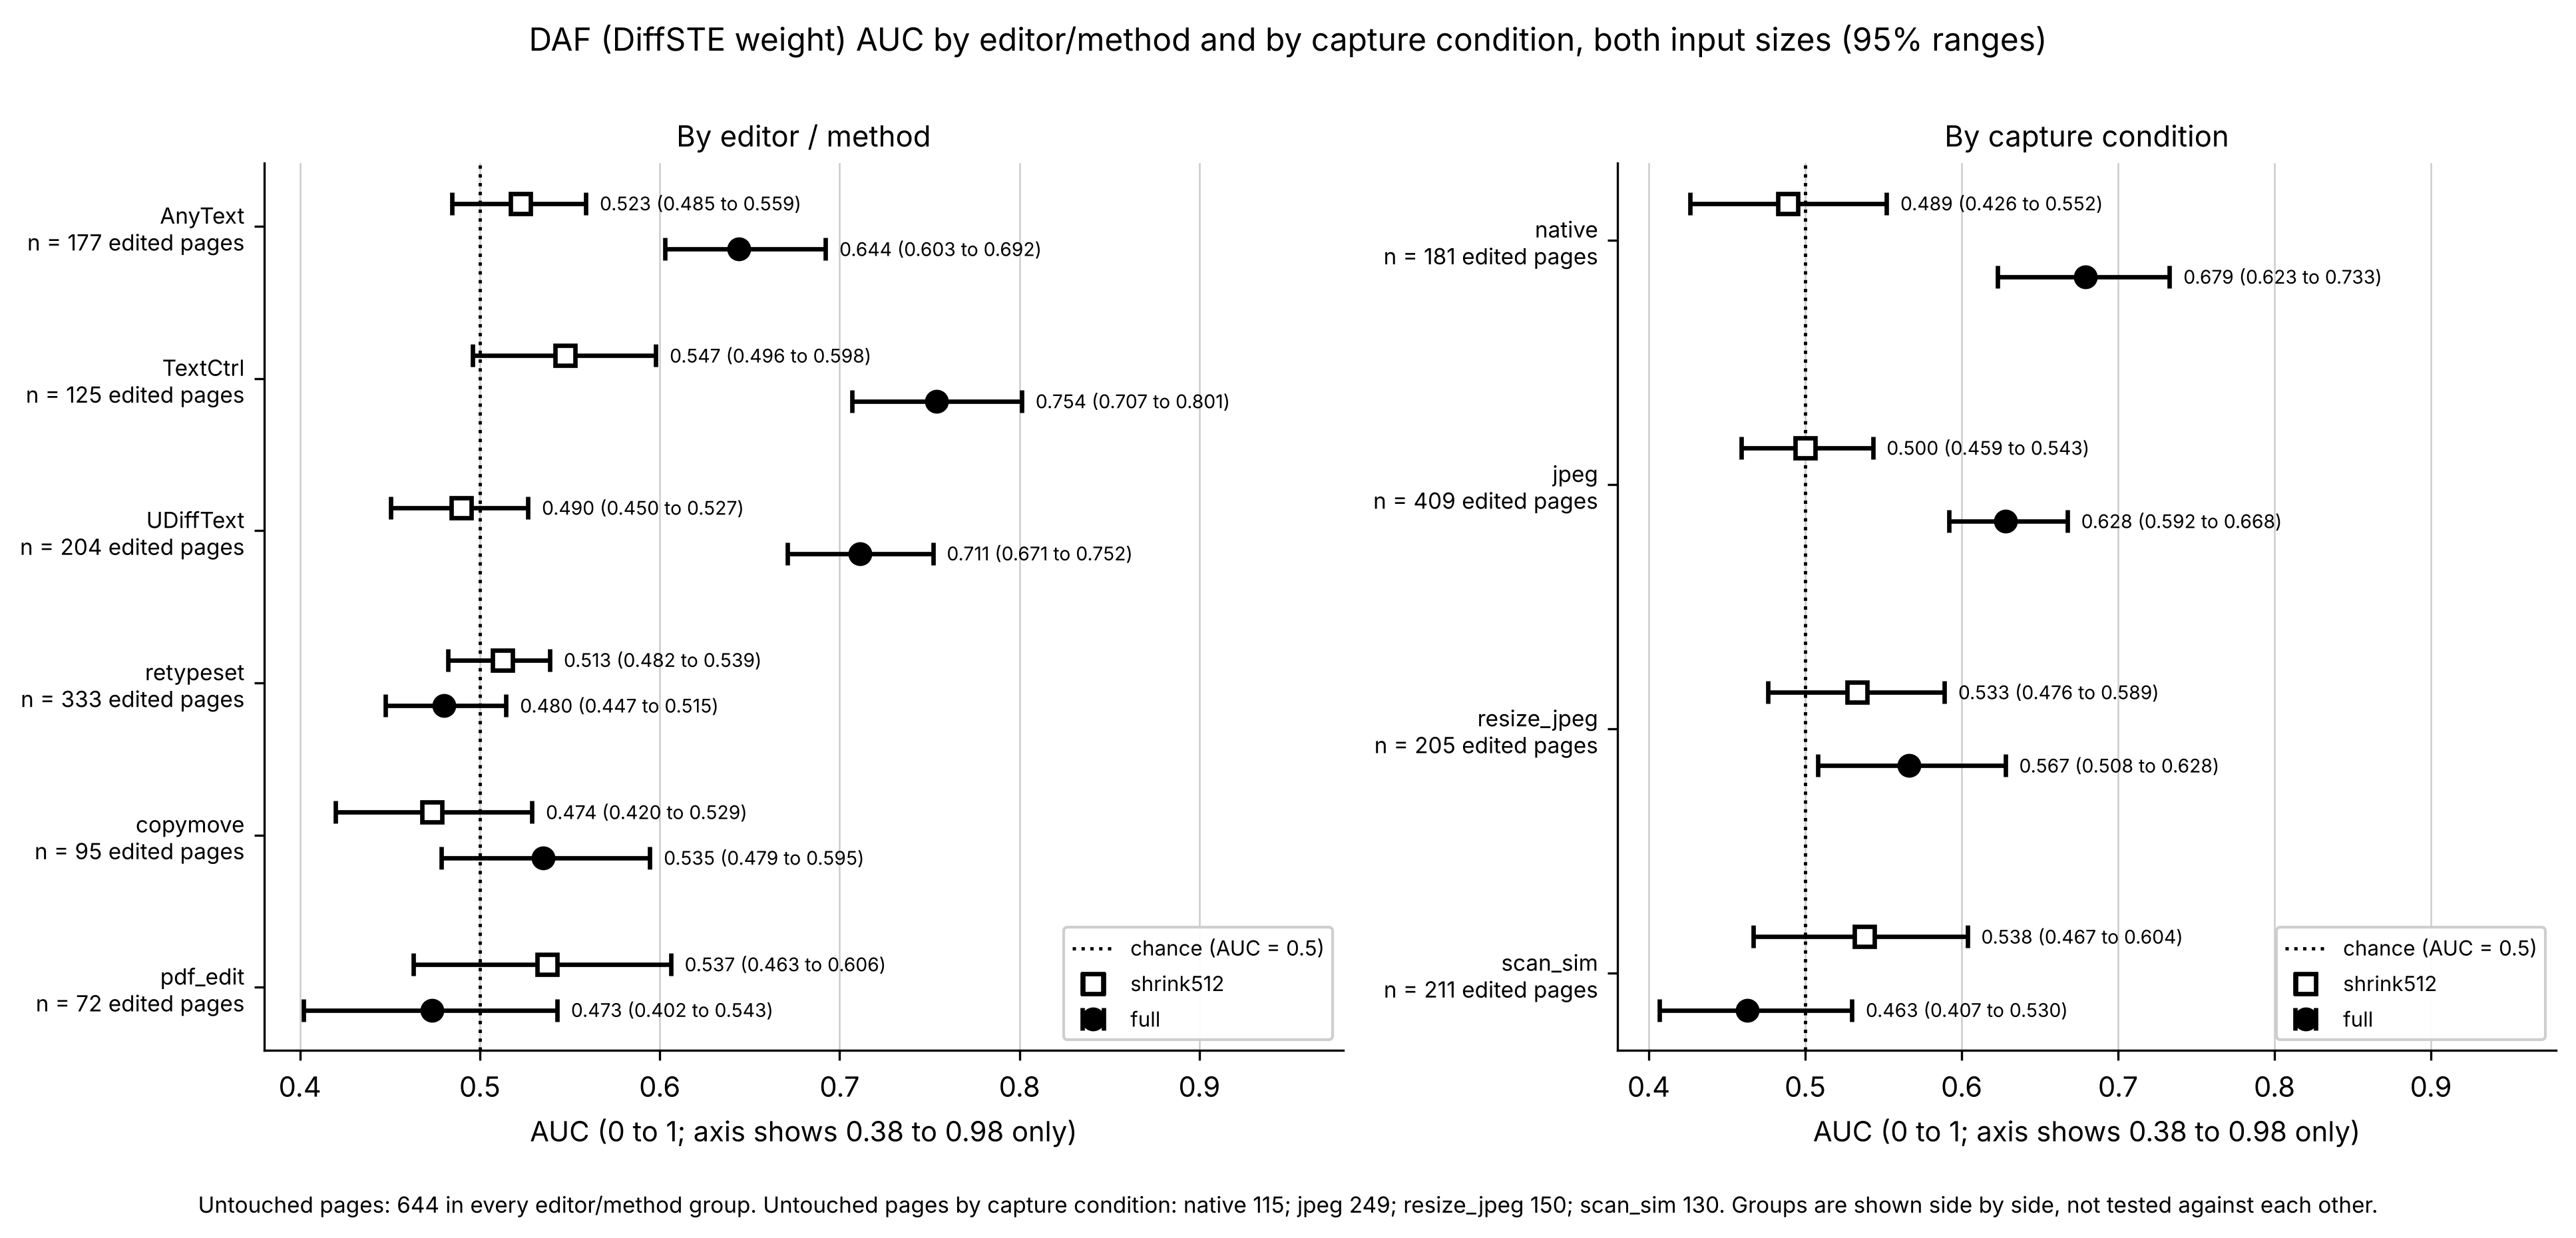 DAF (DiffSTE weight) AUC by editor/method and by capture condition, both input sizes (95% ranges)
By editor / method
AnyText
n = 177 edited pages
0.523 (0.485 to 0.559)
0.644 (0.603 to 0.692)
TextCtrl
n = 125 edited pages
0.547 (0.496 to 0.598)
0.754 (0.707 to 0.801)
UDiffText
n = 204 edited pages
0.490 (0.450 to 0.527)
0.711 (0.671 to 0.752)
retypeset
n = 333 edited pages
0.513 (0.482 to 0.539)
0.480 (0.447 to 0.515)
copymove
n = 95 edited pages
0.474 (0.420 to 0.529)
0.535 (0.479 to 0.595)
pdf_edit
n = 72 edited pages
0.537 (0.463 to 0.606)
0.473 (0.402 to 0.543)
chance (AUC = 0.5)
shrink512
full
0.4 0.5 0.6 0.7 0.8 0.9
AUC (0 to 1; axis shows 0.38 to 0.98 only)
By capture condition
native
n = 181 edited pages
0.489 (0.426 to 0.552)
0.679 (0.623 to 0.733)
jpeg
n = 409 edited pages
0.500 (0.459 to 0.543)
0.628 (0.592 to 0.668)
resize_jpeg
n = 205 edited pages
0.533 (0.476 to 0.589)
0.567 (0.508 to 0.628)
scan_sim
n = 211 edited pages
0.538 (0.467 to 0.604)
0.463 (0.407 to 0.530)
chance (AUC = 0.5)
shrink512
full
0.4 0.5 0.6 0.7 0.8 0.9
AUC (0 to 1; axis shows 0.38 to 0.98 only)
Untouched pages: 644 in every editor/method group. Untouched pages by capture condition: native 115; jpeg 249; resize_jpeg 150; scan_sim 130. Groups are shown side by side, not tested against each other.